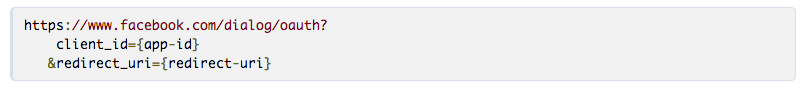 https://www.facebook.com/dialog/oauth?
client_id={app-id}
&redirect_uri={redirect-uri}